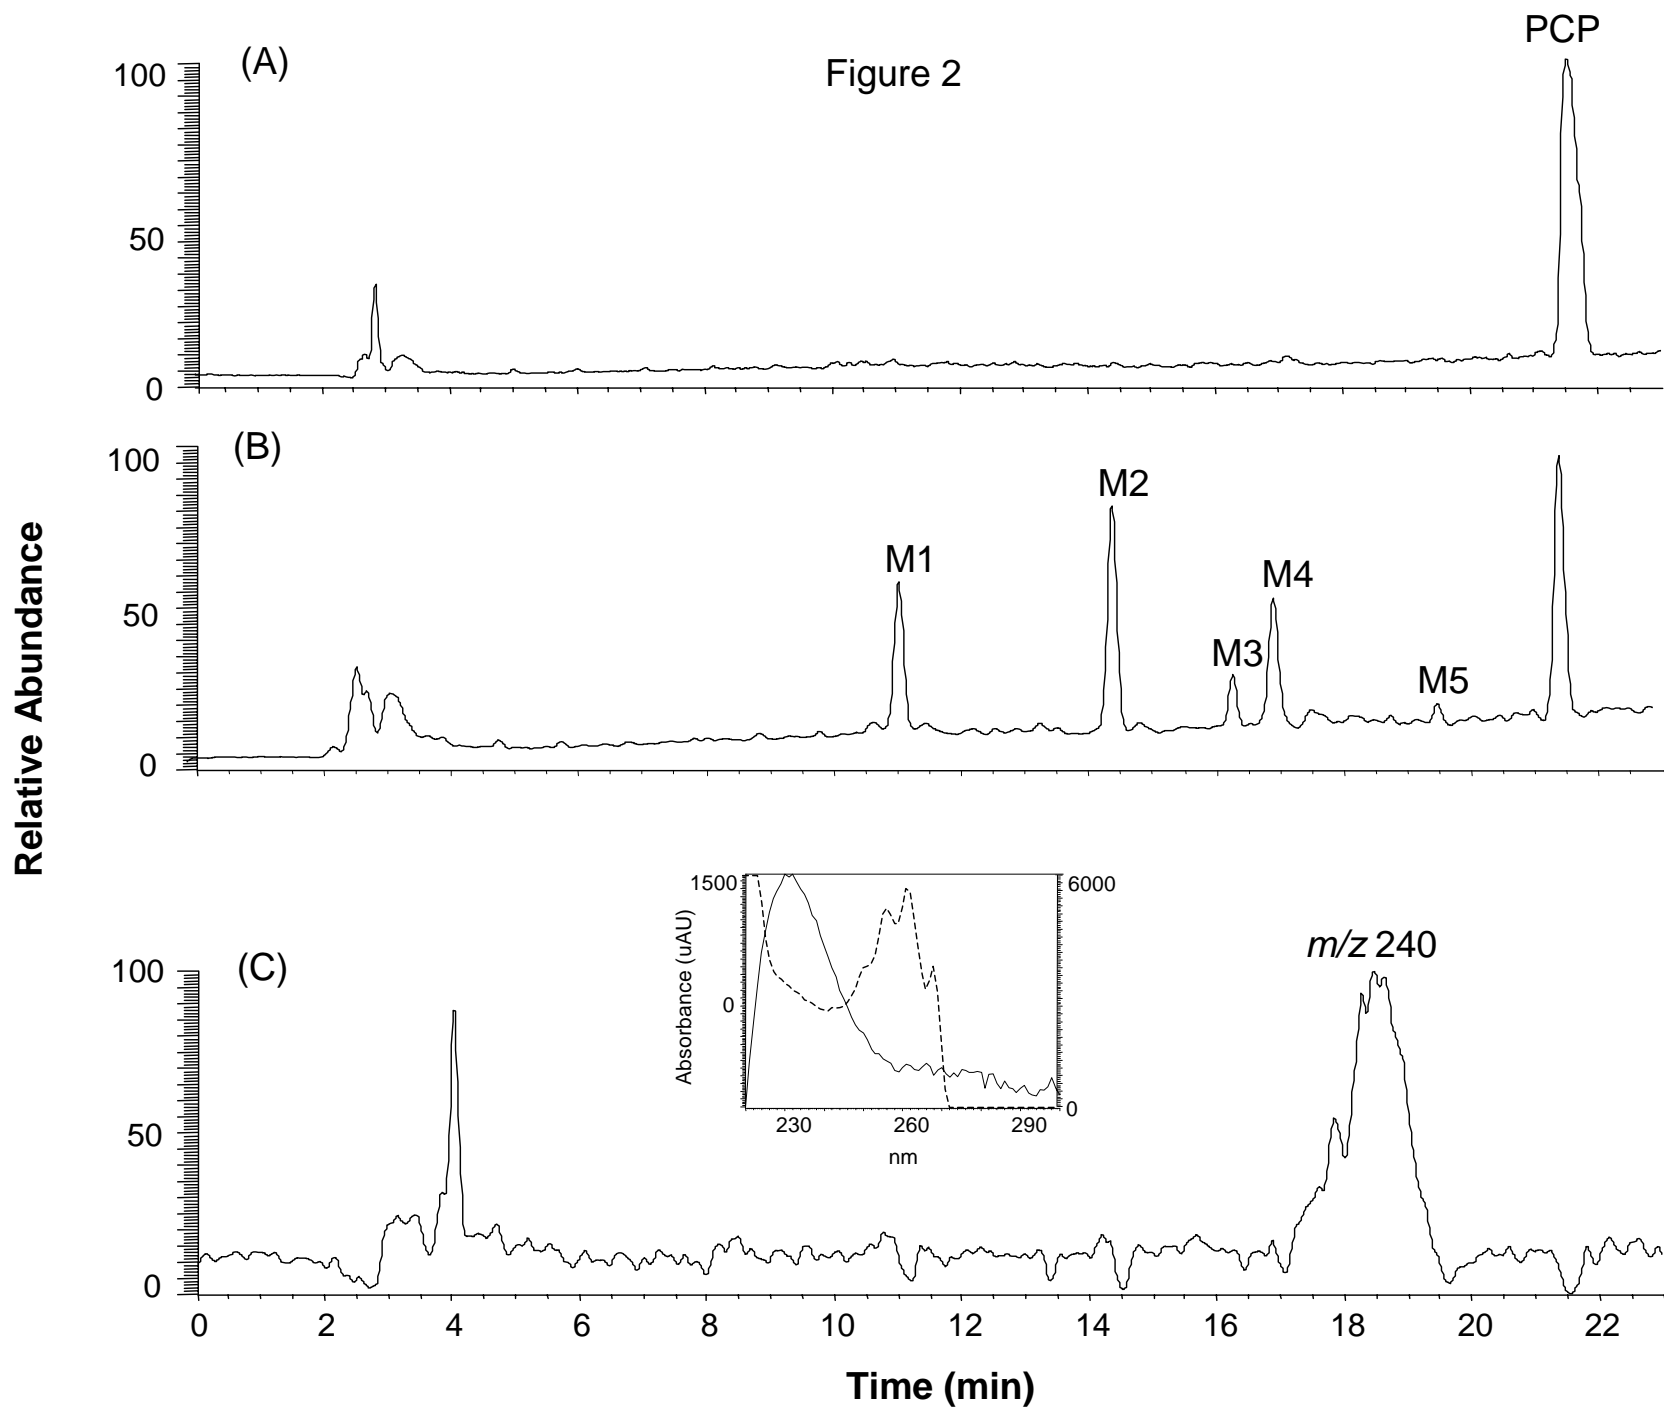 PCP
(A)
Figure 2
100
50
0
(B)
100
50
0
M1
M2
M3
M4
M5
Relative Abundance
(C)
100
50
0
m/z 240
1500
0
Absorbance (uAU)
6000
0
230 260 290
nm
0 2 4 6 8 10 12 14 16 18 20 22
Time (min)